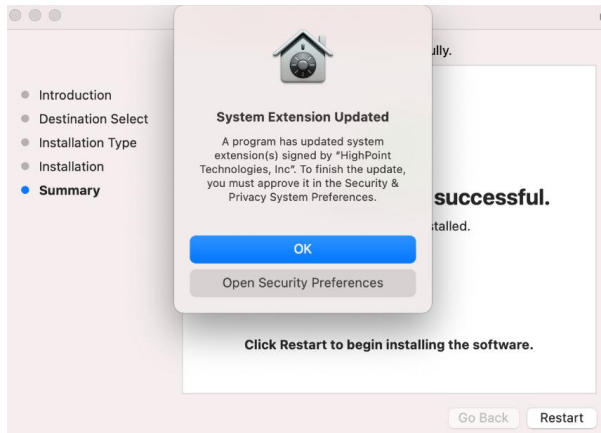 lly.
Introduction
Destination Select
Installation Type
Installation
Summary
System Extension Updated
A program has updated system
extension(s) signed by "HighPoint
Technologies, Inc". To finish the update,
you must approve it in the Security &
Privacy System Preferences.
OK
Open Security Preferences
successful.
stalled.
Click Restart to begin installing the software.
Go Back Restart